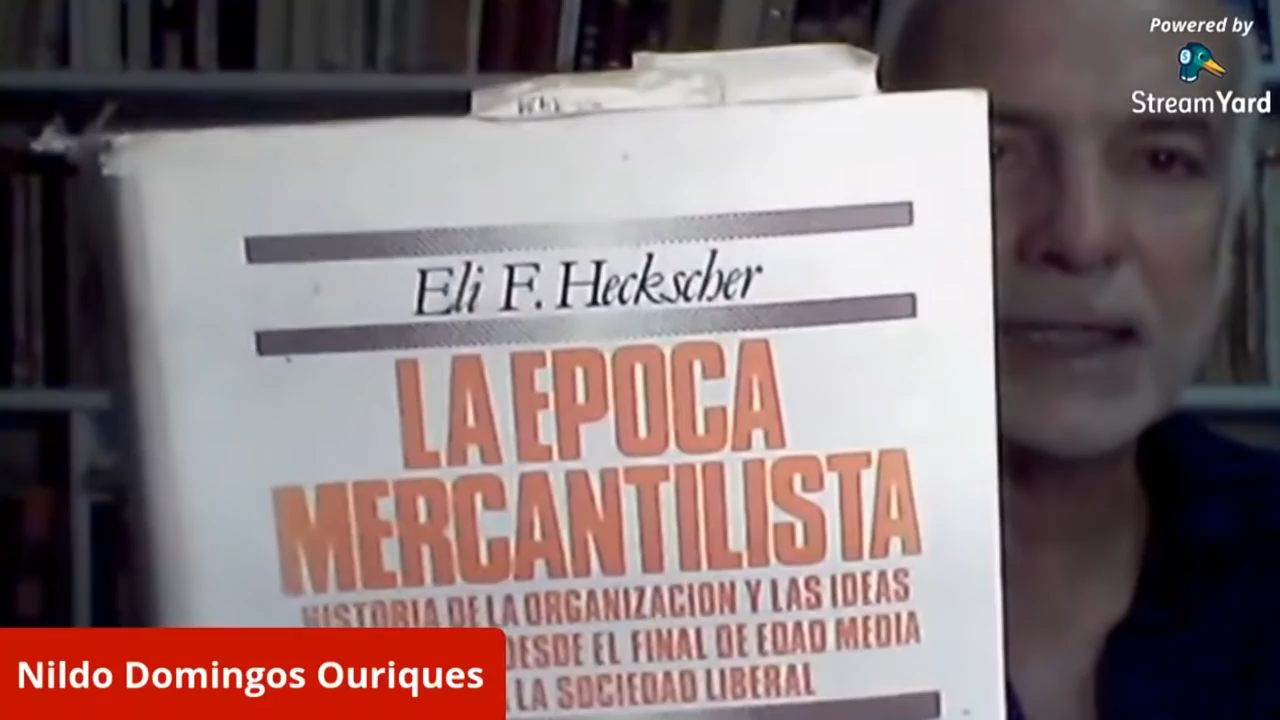 Powered by
StreamYard
Eli F. Heckscher
LA EPOCA
MERCANTILISTA
HISTORIA DE LA ORGANIZACION Y LAS IDEAS
DESDE EL FINAL DE EDAD MEDIA
LA SOCIEDAD LIBERAL
Nildo Domingos Ouriques